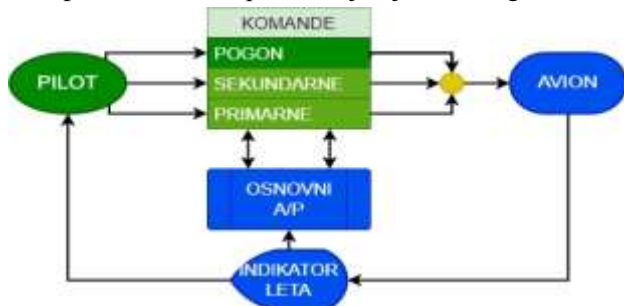 KOMANDE
POGON
PILOT
SEKUNDARNE
AVION
PRIMARNE
OSNOVNI
A/P
INDIKATOR
LETA